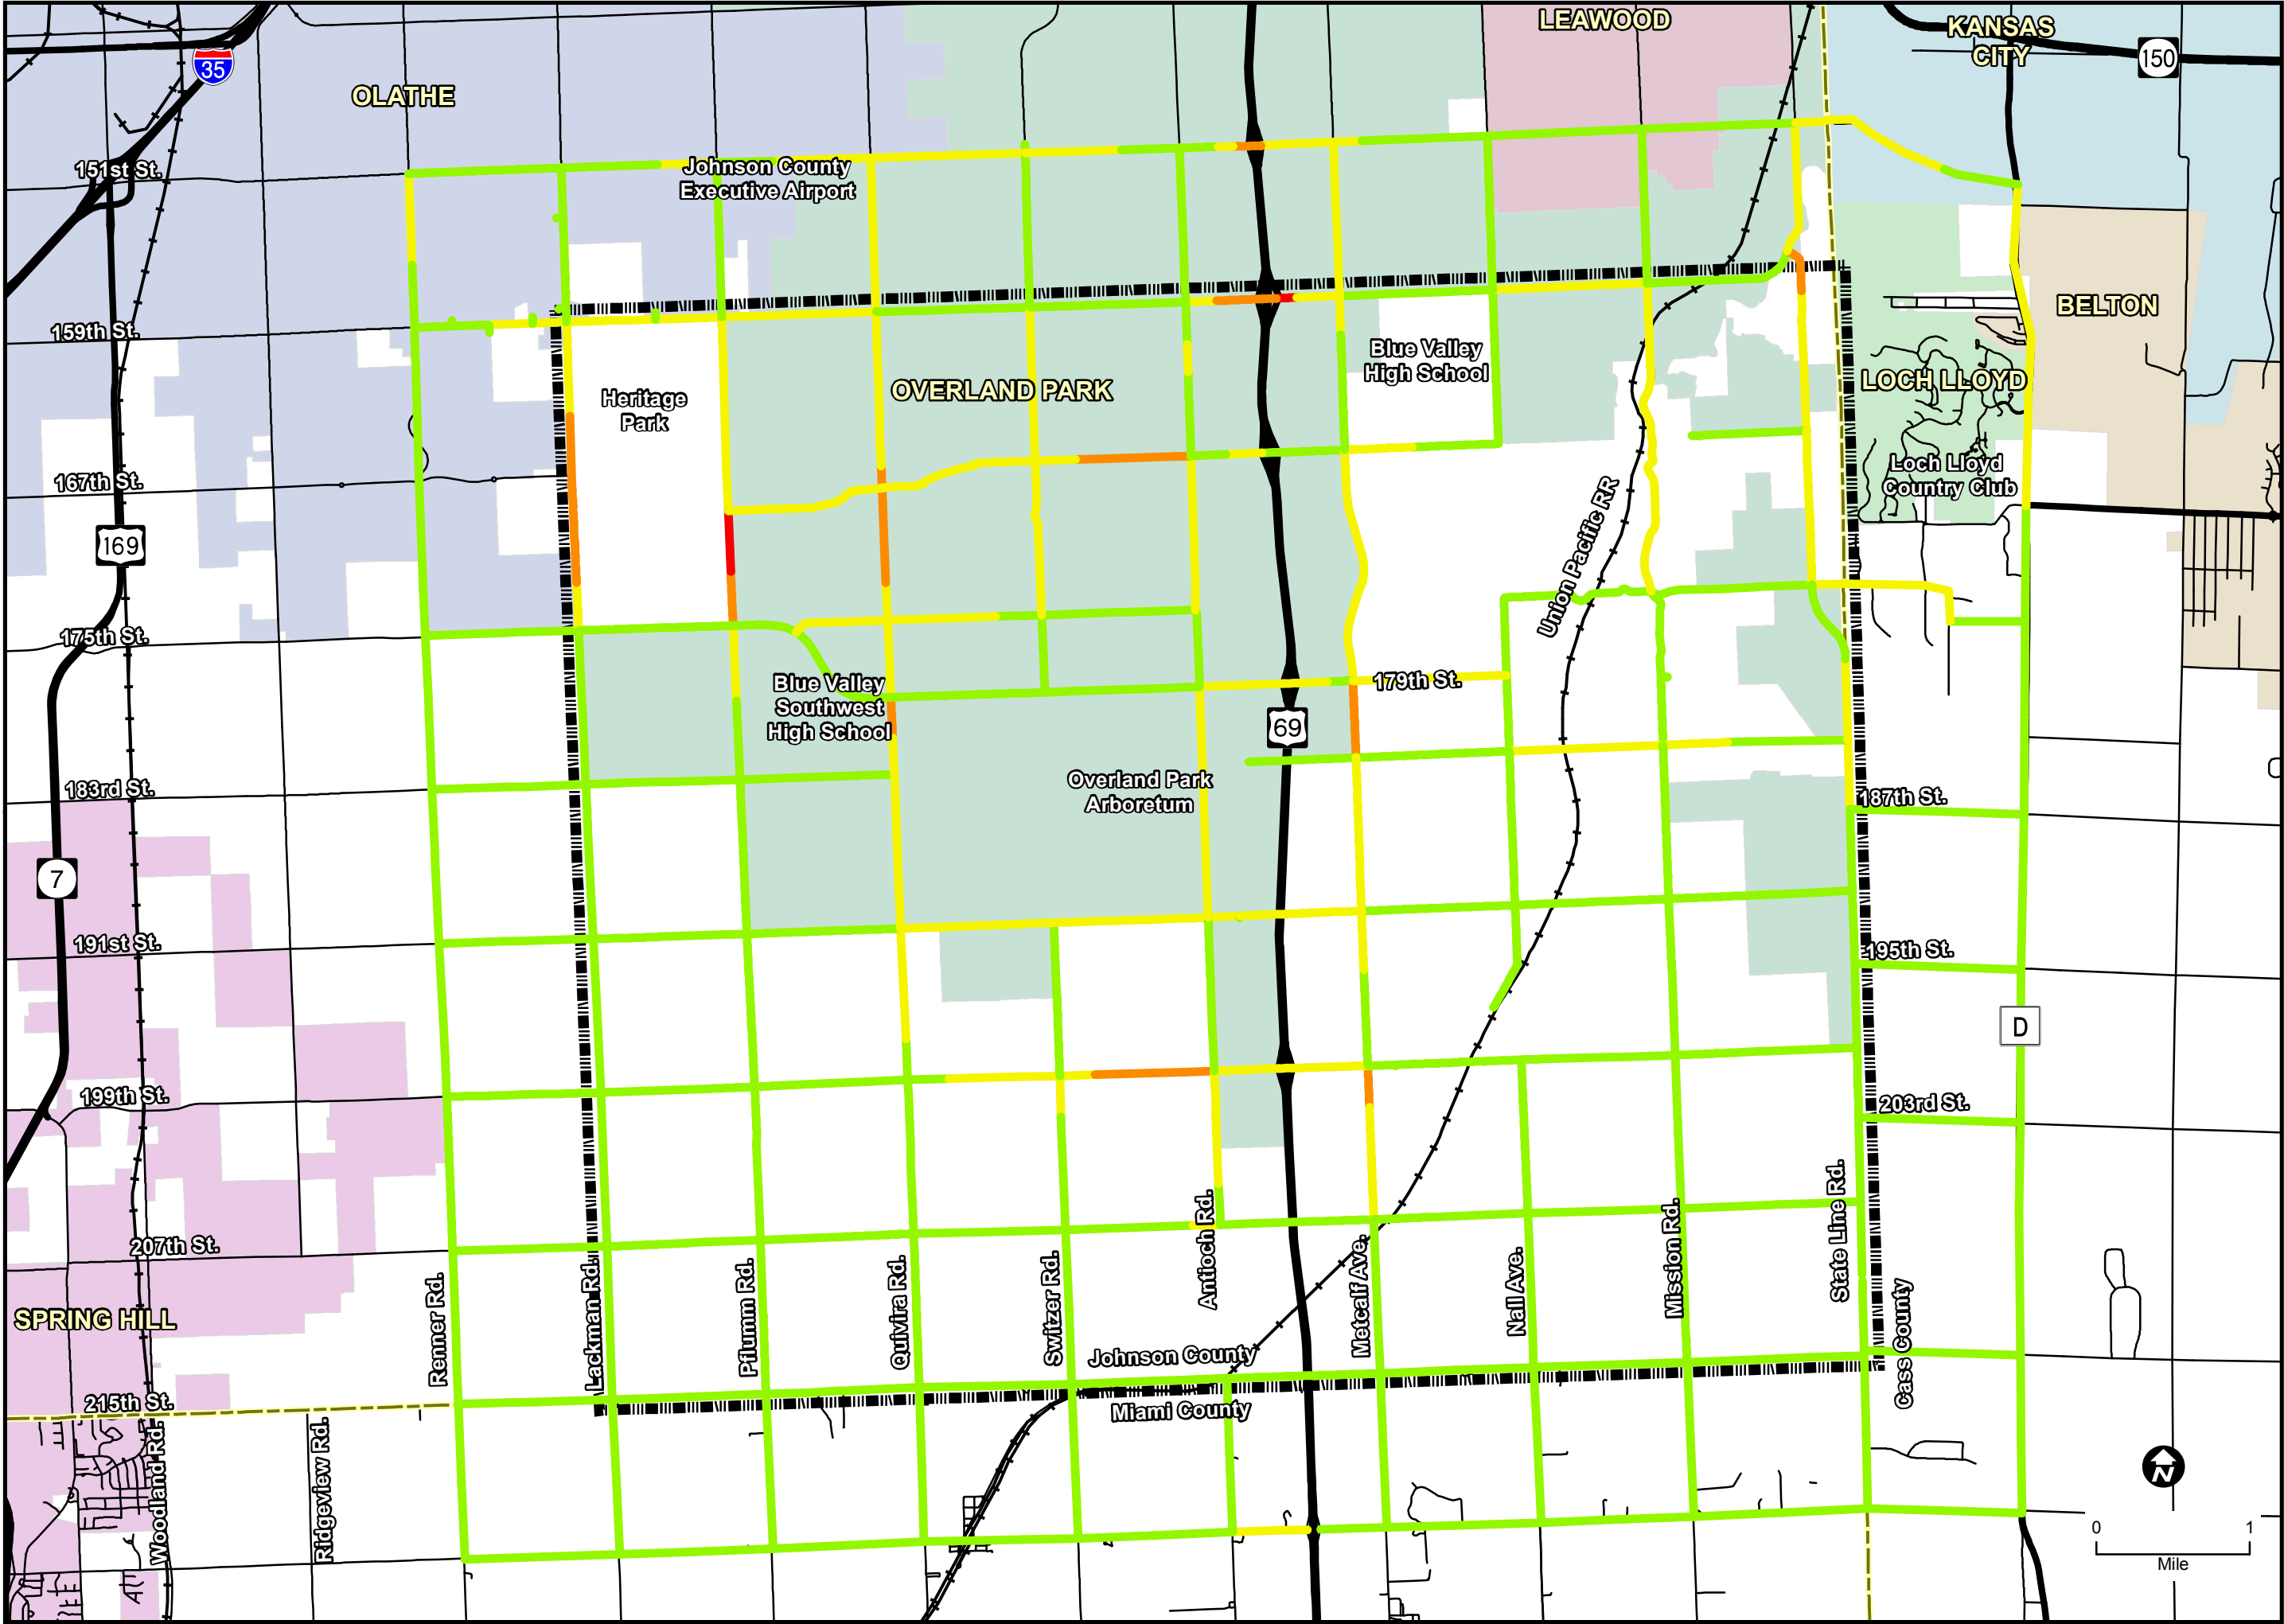 LEAWOOD
KANSAS
CITY
150
35
OLATHE
151st St.
Johnson County
Executive Airport
159th St.
BELTON
Blue Valley
High School
LOCH LLOYD
OVERLAND PARK
Heritage
Park
167th St.
Loch Lloyd
Country Club
Union Pacific RR
169
175th St.
179th St.
Blue Valley
Southwest
High School
69
183rd St.
Overland Park
Arboretum
187th St.
7
191st St.
195th St.
D
199th St.
203rd St.
207th St.
SPRING HILL
Renner Rd.
Lackman Rd.
Pflumm Rd.
Quivira Rd.
Switzer Rd.
Antioch Rd.
Metcalf Ave.
Nall Ave.
Mission Rd.
State Line Rd.
Cass County
Johnson County
Miami County
215th St.
Woodland Rd.
Ridgeview Rd.
N
0 1
Mile